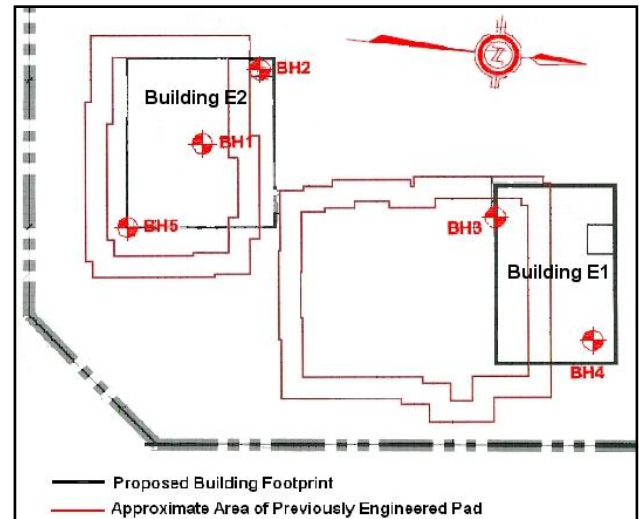 BH2
Building E2
BH1
BH5
BH3
Building E1
BH4
Proposed Building Footprint
Approximate Area of Previously Engineered Pad